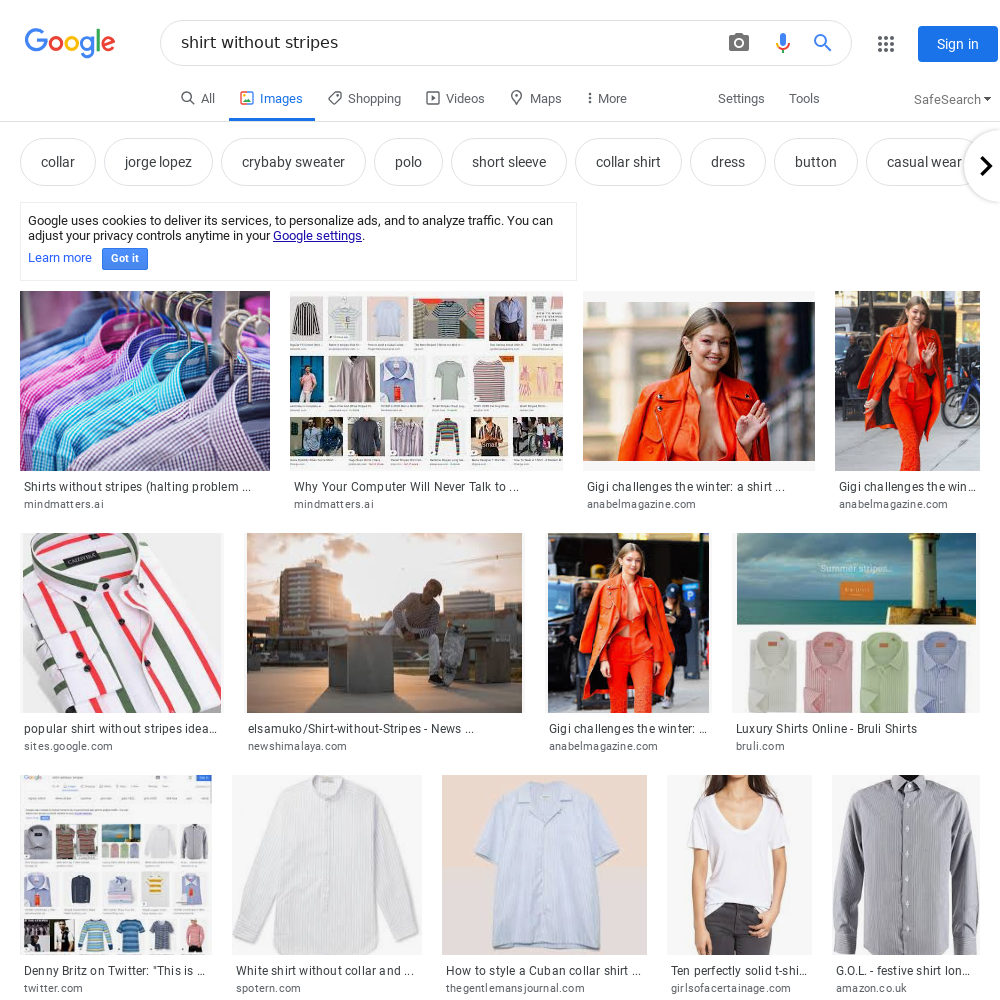 Google
shirt without stripes
Sign in
All
Images
Shopping
Videos
Maps
More
Settings
Tools
SafeSearch
collar
jorge lopez
crybaby sweater
polo
short sleeve
collar shirt
dress
button
casual wear
Google uses cookies to deliver its services, to personalize ads, and to analyze traffic. You can
adjust your privacy controls anytime in your Google settings.
Learn more
Got it
Shirts without stripes (halting problem ...
mindmatters.ai
Why Your Computer Will Never Talk to ...
mindmatters.ai
Gigi challenges the winter: a shirt ...
anabelmagazine.com
Gigi challenges the win...
anabelmagazine.com
Summer stripes...
popular shirt without stripes idea...
sites.google.com
elsamuko/Shirt-without-Stripes - News ...
newshimalaya.com
Gigi challenges the winter: ...
anabelmagazine.com
Luxury Shirts Online - Bruli Shirts
bruli.com
Denny Britz on Twitter: "This is ...
twitter.com
White shirt without collar and ...
spotern.com
How to style a Cuban collar shirt ...
thegentlemansjournal.com
Ten perfectly solid t-shi...
girlsofacertainage.com
G.O.L. - festive shirt lon...
amazon.co.uk